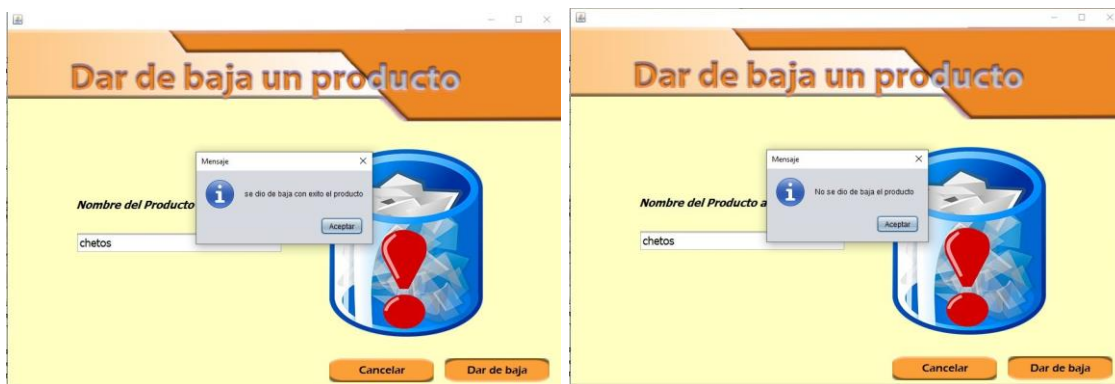 Dar de baja un producto
Mensaje
se dio de baja con exito el producto
Nombre del Producto
Aceptar
chetos
Cancelar
Dar de baja
Dar de baja un producto
Mensaje
No se dio de baja el producto
Nombre del Producto a
Aceptar
chetos
Cancelar
Dar de baja